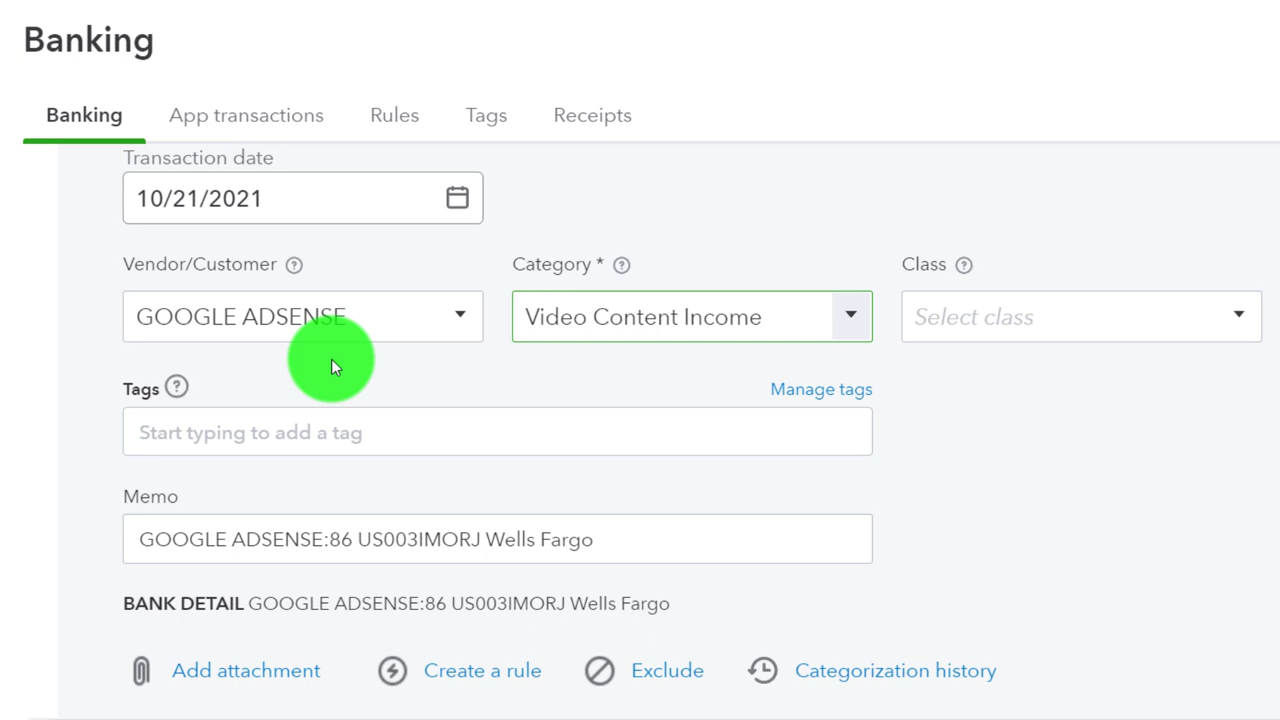 Banking
Banking App transactions Rules Tags Receipts
Transaction date
10/21/2021
Vendor/Customer ? Category * ? Class ?
GOOGLE ADSENSE Video Content Income Select class
Tags ? Manage tags
Start typing to add a tag
Memo
GOOGLE ADSENSE:86 US003IMORJ Wells Fargo
BANK DETAIL GOOGLE ADSENSE:86 US003IMORJ Wells Fargo
Add attachment Create a rule Exclude Categorization history